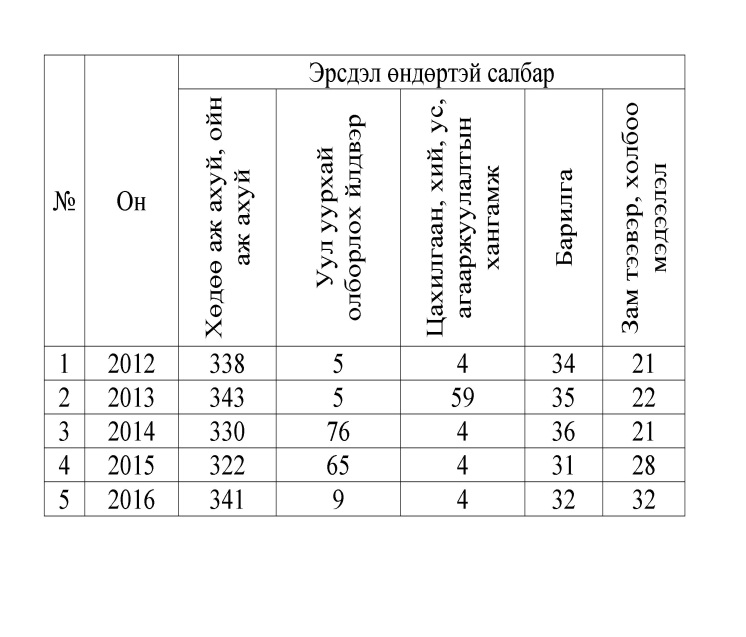 Эрсдэл өндөртэй салбар
№
Он
Хөдөө аж ахуй, ойн
аж ахуй
Уул уурхай
олборлох йлдвэр
Цахилгаан, хий, ус,
агааржуулалтын
хангамж
Барилга
Зам тээвэр, холбоо
мэдээлэл
1 2012 338 5 4 34 21
2 2013 343 5 59 35 22
3 2014 330 76 4 36 21
4 2015 322 65 4 31 28
5 2016 341 9 4 32 32